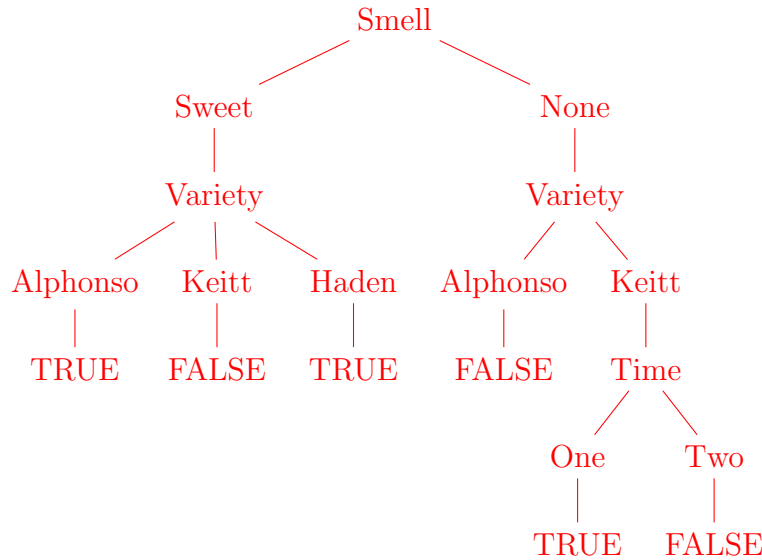 Smell
Sweet None
Variety Variety
Alphonso Keitt Haden Alphonso Keitt
TRUE FALSE TRUE FALSE Time
One Two
TRUE FALSE